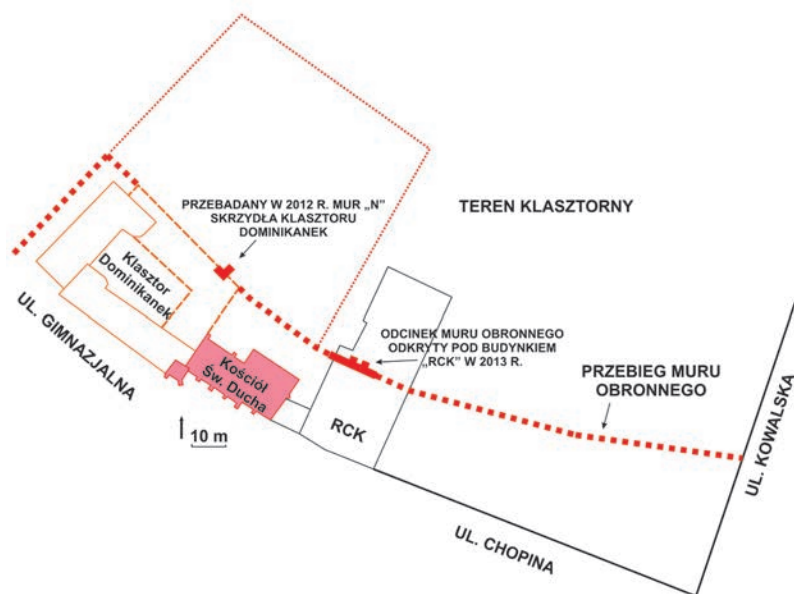 PRZEBADANY W 2012 R. MUR „N”
SKRZYDŁA KLASZTORU
DOMINIKANEK
TEREN KLASZTORNY
Klasztor
Dominikanek
UL. GIMNAZJALNA
ODCINEK MURU OBRONNEGO
ODKRYTY POD BUDYNKIEM
„RCK” W 2013 R.
Kościół
Św. Ducha
PRZEBIEG MURU
OBRONNEGO
10 m
RCK
UL. KOWALSKA
UL. CHOPINA